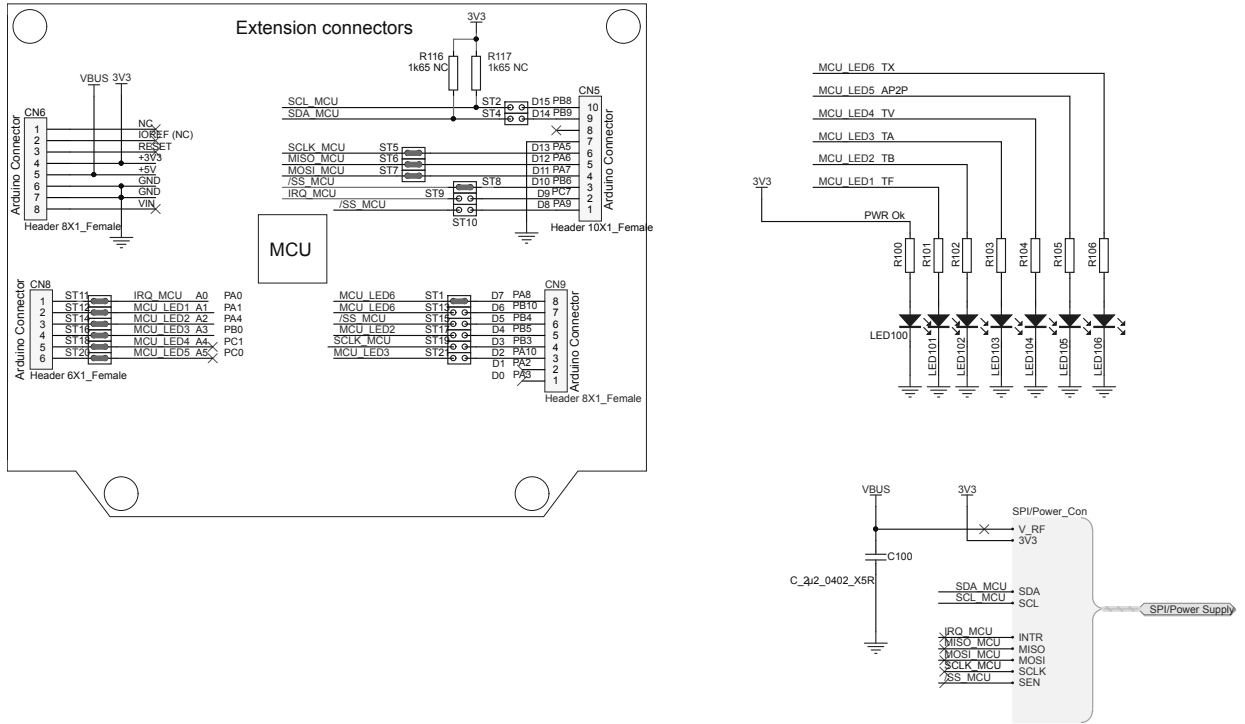 Extension connectors
3V3
R116
1k65 NC
R117
1k65 NC
VBUS 3V3
CN6
Arduino Connector
1 NC
2 IOREF (NC)
3 RESET
4 +3V3
5 +5V
6 GND
7 GND
8 VIN
Header 8X1_Female
CN5
Arduino Connector
SCL_MCU ST2 D15 PB8 10
SDA_MCU ST4 D14 PB9 9
8
7
SCLK_MCU ST5 D13 PA5 6
MISO_MCU ST6 D12 PA6 5
MOSI_MCU ST7 D11 PA7 4
/SS_MCU ST8 D10 PB6 3
IRQ_MCU ST9 D9 PC7 2
/SS_MCU ST10 D8 PA9 1
Header 10X1_Female
MCU
CN8
Arduino Connector
1 ST11 IRQ_MCU A0 PA0
2 ST12 MCU_LED1 A1 PA1
3 ST14 MCU_LED2 A2 PA4
4 ST16 MCU_LED3 A3 PB0
5 ST18 MCU_LED4 A4 PC1
6 ST20 MCU_LED5 A5 PC0
Header 6X1_Female
CN9
Arduino Connector
MCU_LED6 ST1 D7 PA8 8
MCU_LED6 ST13 D6 PB10 7
/SS_MCU ST15 D5 PB4 6
MCU_LED2 ST17 D4 PB5 5
SCLK_MCU ST19 D3 PB3 4
MCU_LED3 ST21 D2 PA10 3
D1 PA2 2
D0 PA3 1
Header 8X1_Female
MCU_LED6 TX
MCU_LED5 AP2P
MCU_LED4 TV
MCU_LED3 TA
MCU_LED2 TB
3V3
MCU_LED1 TF
PWR Ok
R100 R101 R102 R103 R104 R105 R106
LED100 LED101 LED102 LED103 LED104 LED105 LED106
VBUS
3V3
SPI/Power_Con
V_RF
3V3
C100
C_2µ2_0402_X5R
SDA_MCU SDA
SCL_MCU SCL
SPI/Power Supply
IRQ_MCU INTR
MISO_MCU MISO
MOSI_MCU MOSI
SCLK_MCU SCLK
/SS_MCU SEN